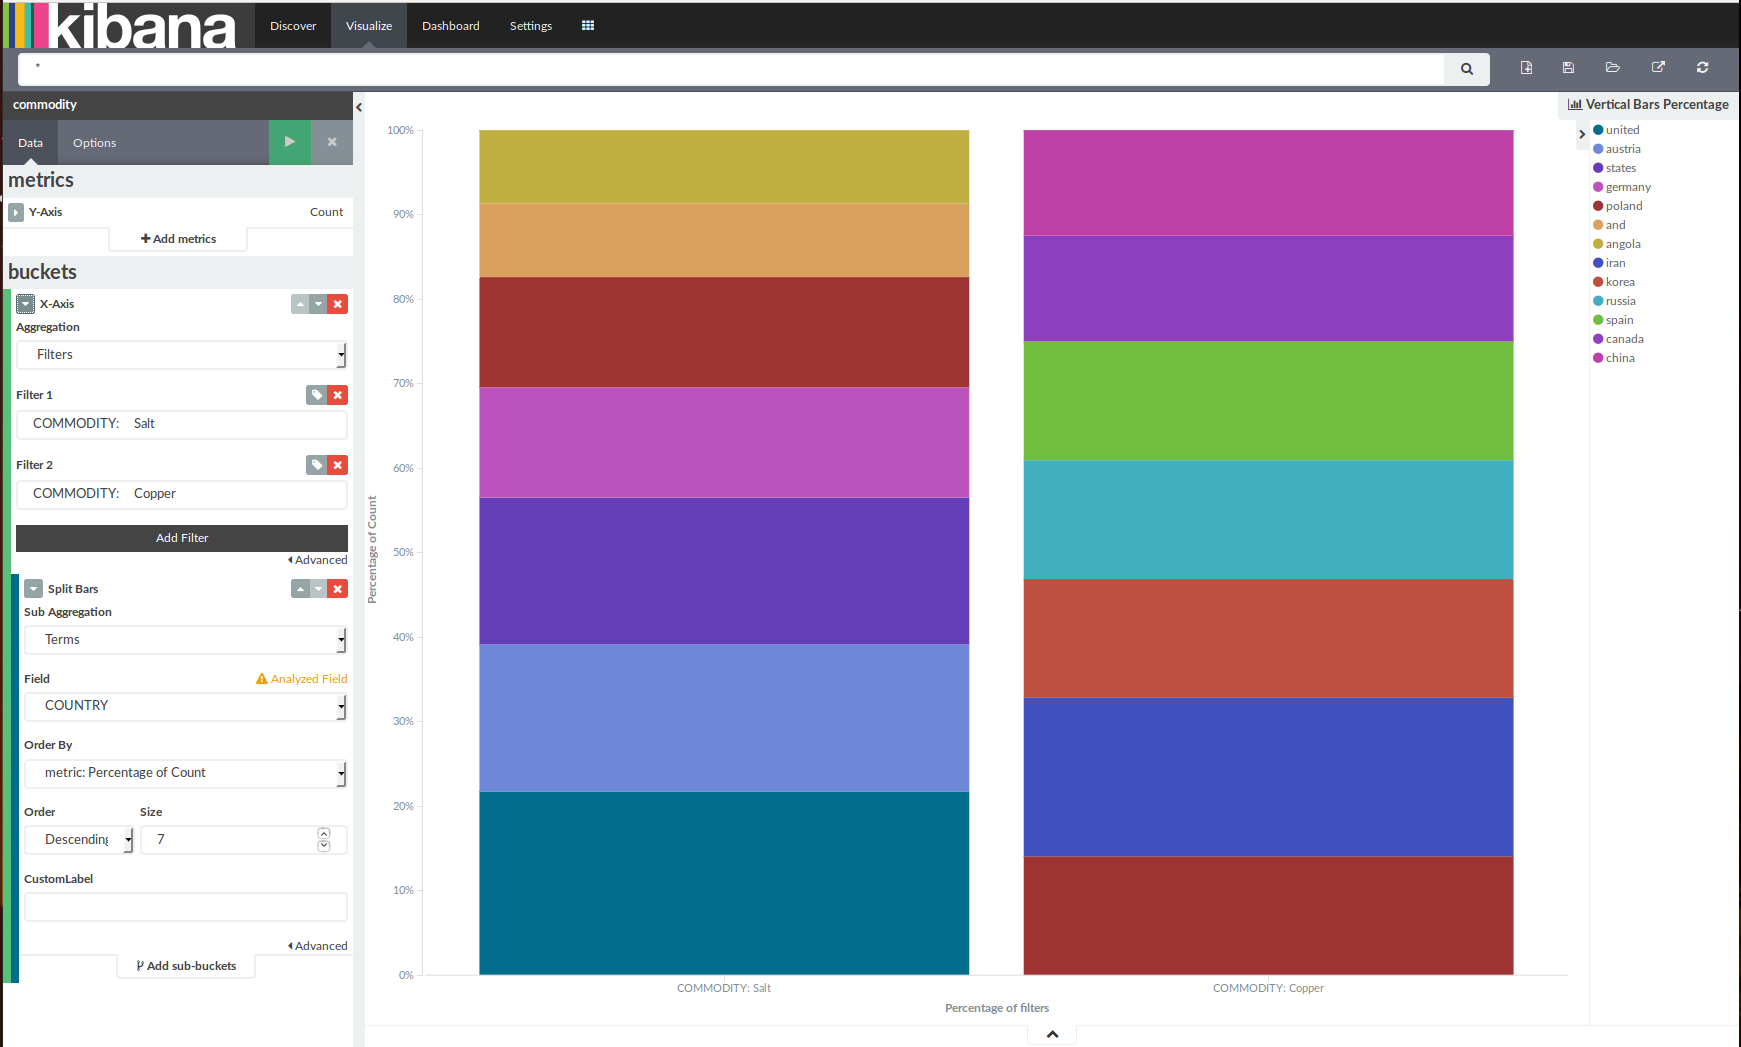 kibana
Discover
Visualize
Dashboard
Settings
*
commodity
Data
Options
metrics
Y-Axis
Count
Add metrics
buckets
X-Axis
Aggregation
Filters
Filter 1
COMMODITY: Salt
Filter 2
COMMODITY: Copper
Add Filter
Advanced
Split Bars
Sub Aggregation
Terms
Field
Analyzed Field
COUNTRY
Order By
metric: Percentage of Count
Order
Size
Descending
7
CustomLabel
Advanced
Add sub-buckets
Percentage of Count
100%
90%
80%
70%
60%
50%
40%
30%
20%
10%
0%
COMMODITY: Salt
COMMODITY: Copper
Percentage of filters
Vertical Bars Percentage
united
austria
states
germany
poland
and
angola
iran
korea
russia
spain
canada
china